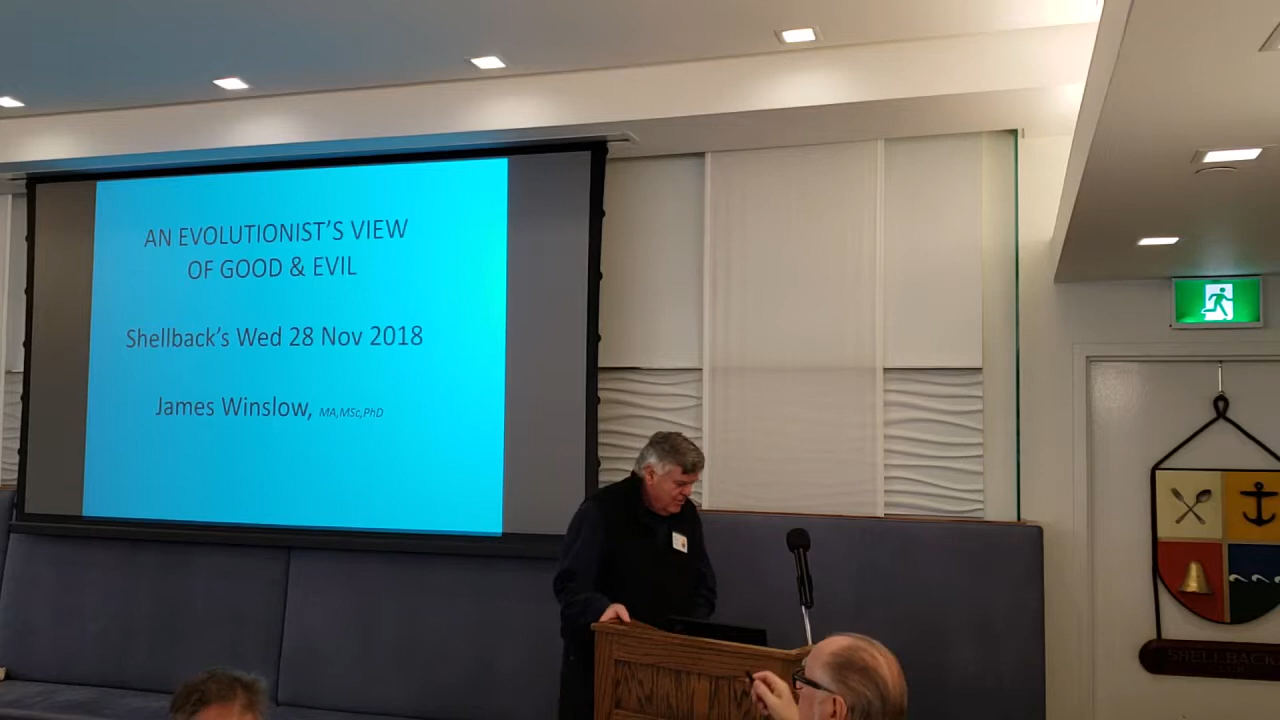 AN EVOLUTIONIST'S VIEW
OF GOOD & EVIL
Shellback's Wed 28 Nov 2018
James Winslow, MA,MSc,PhD
SHELLBACK